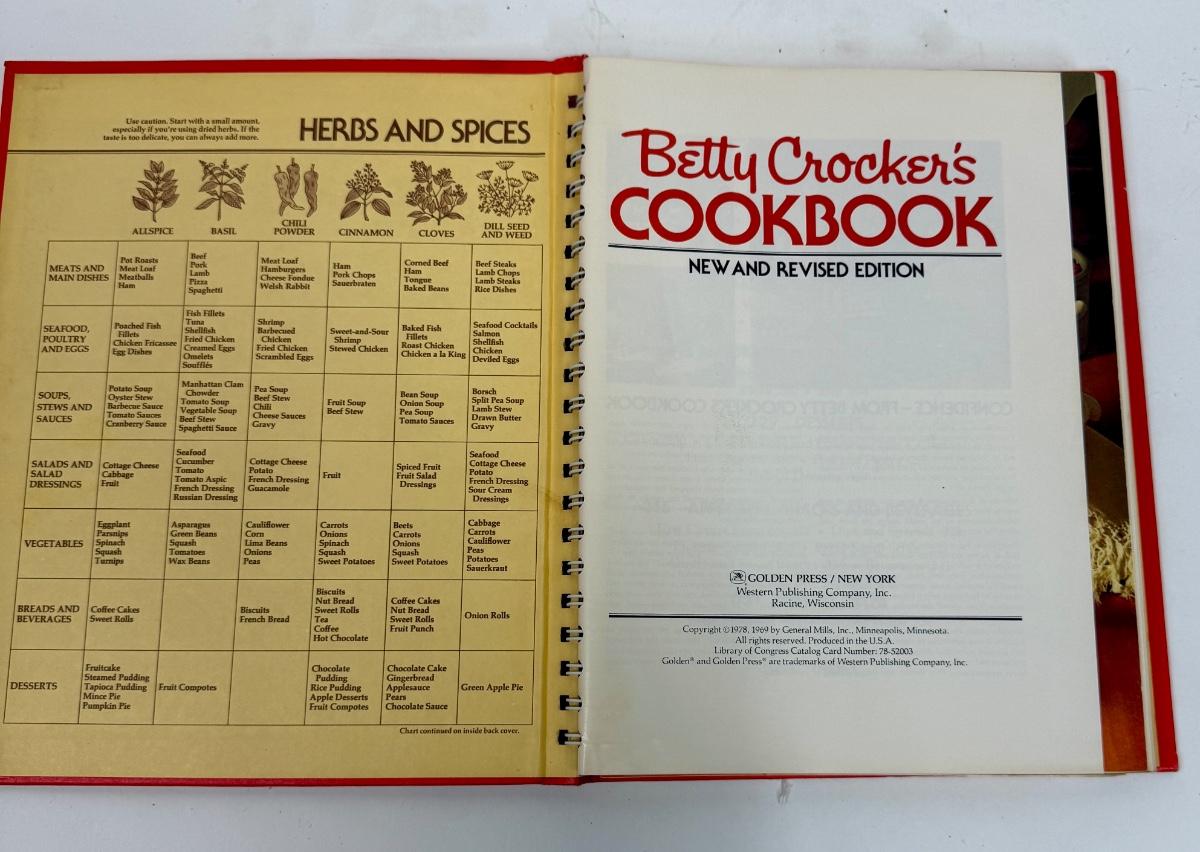 Use caution. Start with a small amount,
especially if you're using dried herbs. If the
taste is too delicate, you can always add more.
HERBS AND SPICES
ALLSPICE
BASIL
CHILI
POWDER
CINNAMON
CLOVES
DILL SEED
AND WEED
MEATS AND
MAIN DISHES
Pot Roasts
Meat Loaf
Meatballs
Ham
Beef
Pork
Lamb
Pizza
Spaghetti
Meat Loaf
Hamburgers
Cheese Fondue
Welsh Rabbit
Ham
Pork Chops
Sauerbraten
Corned Beef
Ham
Tongue
Baked Beans
Beef Steaks
Lamb Chops
Lamb Steaks
Rice Dishes
SEAFOOD,
POULTRY
AND EGGS
Poached Fish
Fillets
Chicken Fricassee
Egg Dishes
Fish Fillets
Tuna
Shellfish
Fried Chicken
Creamed Eggs
Omelets
Soufflés
Shrimp
Barbecued
Chicken
Fried Chicken
Scrambled Eggs
Sweet-and-Sour
Shrimp
Stewed Chicken
Baked Fish
Fillets
Roast Chicken
Chicken a la King
Seafood Cocktails
Salmon
Shellfish
Chicken
Deviled Eggs
SOUPS,
STEWS AND
SAUCES
Potato Soup
Oyster Stew
Barbecue Sauce
Tomato Sauces
Cranberry Sauce
Manhattan Clam
Chowder
Tomato Soup
Vegetable Soup
Beef Stew
Spaghetti Sauce
Pea Soup
Beef Stew
Chili
Cheese Sauces
Gravy
Fruit Soup
Beef Stew
Bean Soup
Onion Soup
Pea Soup
Tomato Sauces
Borsch
Split Pea Soup
Lamb Stew
Drawn Butter
Gravy
SALADS AND
SALAD
DRESSINGS
Cottage Cheese
Cabbage
Fruit
Seafood
Cucumber
Tomato
Tomato Aspic
French Dressing
Russian Dressing
Cottage Cheese
Potato
French Dressing
Guacamole
Fruit
Spiced Fruit
Fruit Salad
Dressings
Seafood
Cottage Cheese
Potato
French Dressing
Sour Cream
Dressings
VEGETABLES
Eggplant
Parsnips
Spinach
Squash
Turnips
Asparagus
Green Beans
Squash
Tomatoes
Wax Beans
Cauliflower
Corn
Lima Beans
Onions
Peas
Carrots
Onions
Spinach
Squash
Sweet Potatoes
Beets
Carrots
Onions
Squash
Sweet Potatoes
Cabbage
Carrots
Cauliflower
Peas
Potatoes
Sauerkraut
BREADS AND
BEVERAGES
Coffee Cakes
Sweet Rolls
Biscuits
French Bread
Biscuits
Nut Bread
Sweet Rolls
Tea
Coffee
Hot Chocolate
Coffee Cakes
Nut Bread
Sweet Rolls
Fruit Punch
Onion Rolls
DESSERTS
Fruitcake
Steamed Pudding
Tapioca Pudding
Mince Pie
Pumpkin Pie
Fruit Compotes
Chocolate
Pudding
Rice Pudding
Apple Desserts
Fruit Compotes
Chocolate Cake
Gingerbread
Applesauce
Pears
Chocolate Sauce
Green Apple Pie
Chart continued on inside back cover.
Betty Crocker's
COOKBOOK
NEW AND REVISED EDITION
GOLDEN PRESS / NEW YORK
Western Publishing Company, Inc.
Racine, Wisconsin
Copyright ©1978, 1969 by General Mills, Inc., Minneapolis, Minnesota.
All rights reserved. Produced in the U.S.A.
Library of Congress Catalog Card Number: 78-52003
Golden® and Golden Press® are trademarks of Western Publishing Company, Inc.